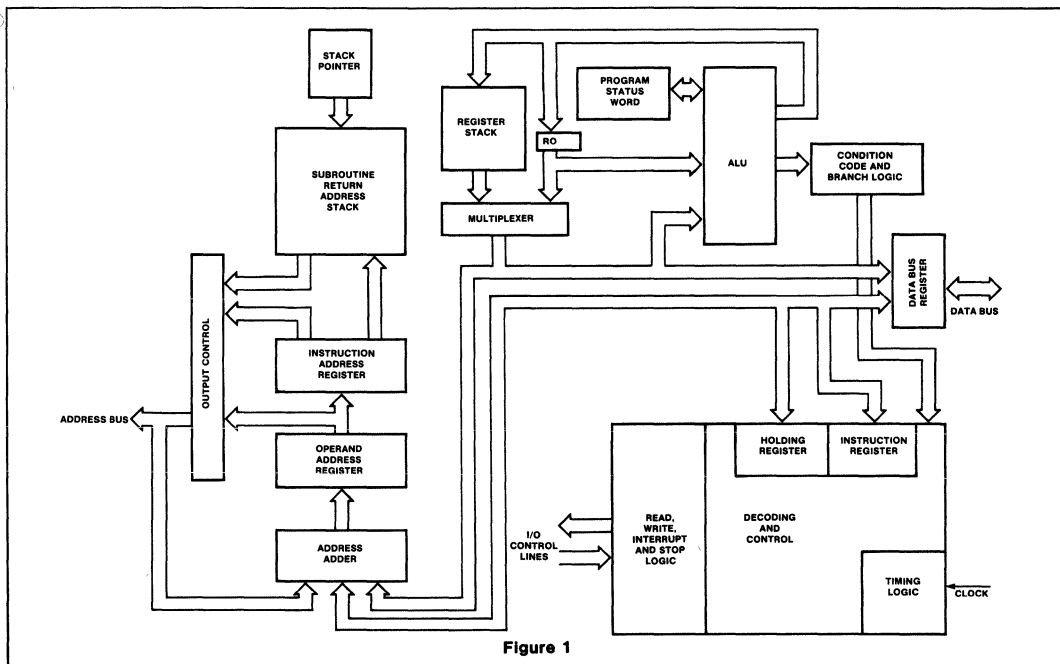 STACK
POINTER
SUBROUTINE
RETURN
ADDRESS
STACK
OUTPUT CONTROL
INSTRUCTION
ADDRESS
REGISTER
ADDRESS BUS
OPERAND
ADDRESS
REGISTER
ADDRESS
ADDER
REGISTER
STACK
RO
MULTIPLEXER
PROGRAM
STATUS
WORD
ALU
CONDITION
CODE AND
BRANCH LOGIC
DATA BUS
REGISTER
DATA BUS
HOLDING
REGISTER
INSTRUCTION
REGISTER
READ,
WRITE,
INTERRUPT
AND STOP
LOGIC
DECODING
AND
CONTROL
I/O
CONTROL
LINES
TIMING
LOGIC
CLOCK
Figure 1